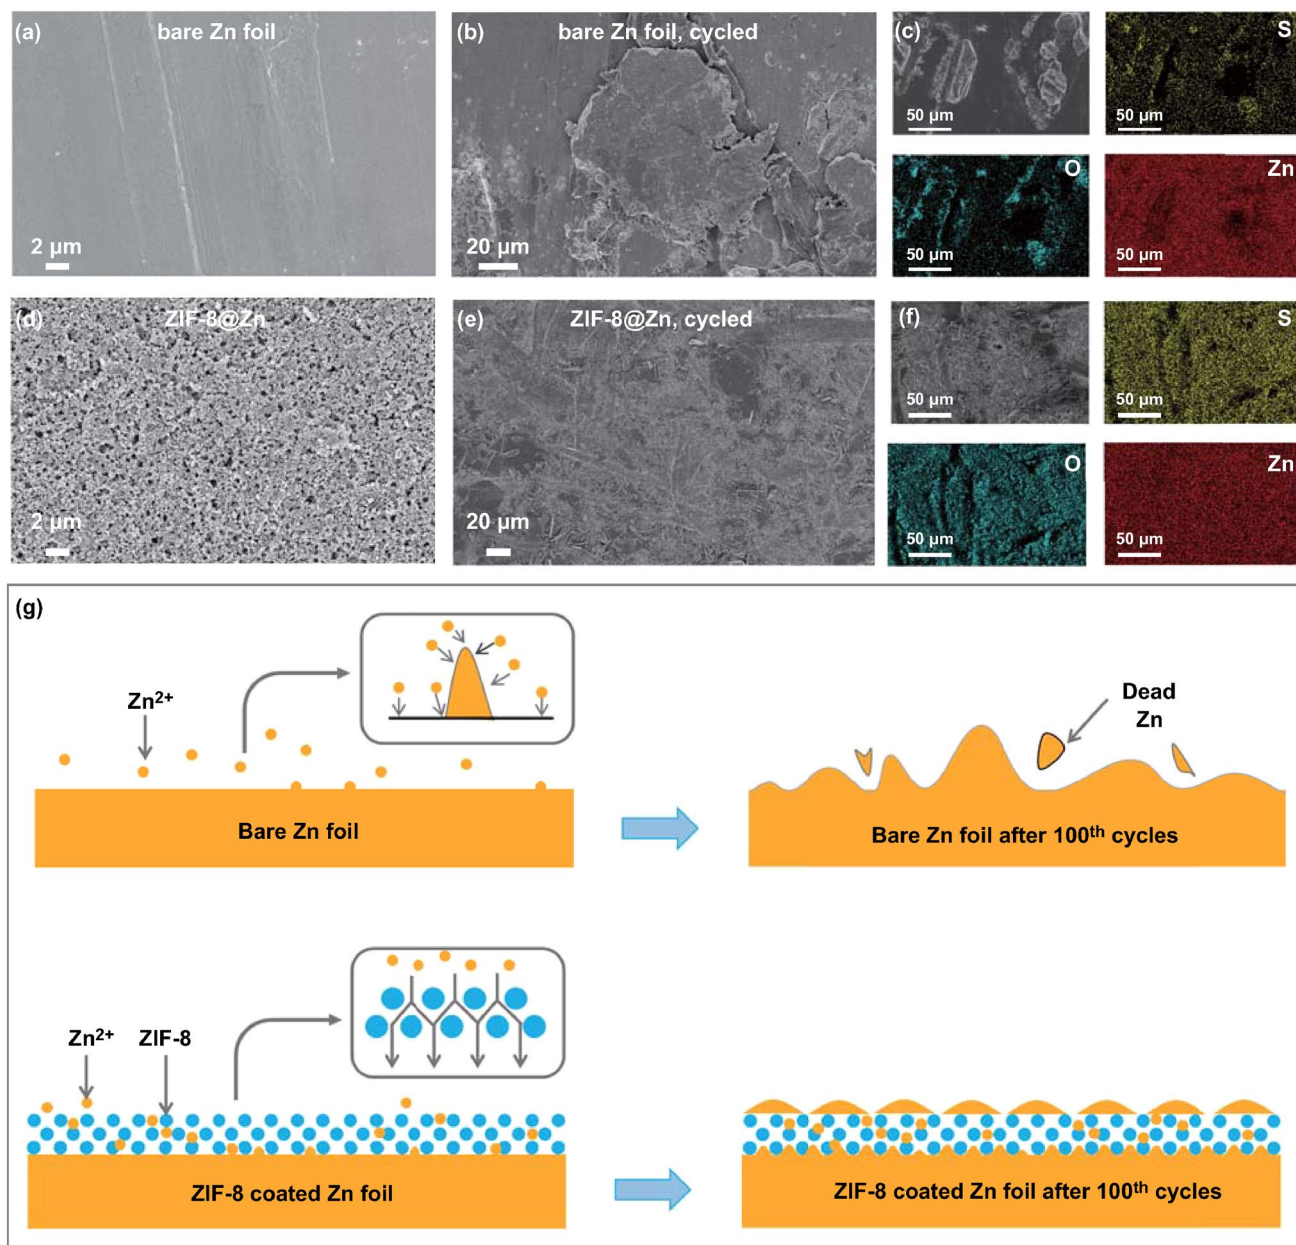 (a) bare Zn foil
2 µm
(b) bare Zn foil, cycled
20 µm
(c)
50 µm
S
50 µm
O
50 µm
Zn
50 µm
(d) ZIF-8@Zn
2 µm
(e) ZIF-8@Zn, cycled
20 µm
(f)
50 µm
S
50 µm
O
50 µm
Zn
50 µm
(g)
Zn²⁺
Bare Zn foil
Dead
Zn
Bare Zn foil after 100ᵗʰ cycles
Zn²⁺ ZIF-8
ZIF-8 coated Zn foil
ZIF-8 coated Zn foil after 100ᵗʰ cycles